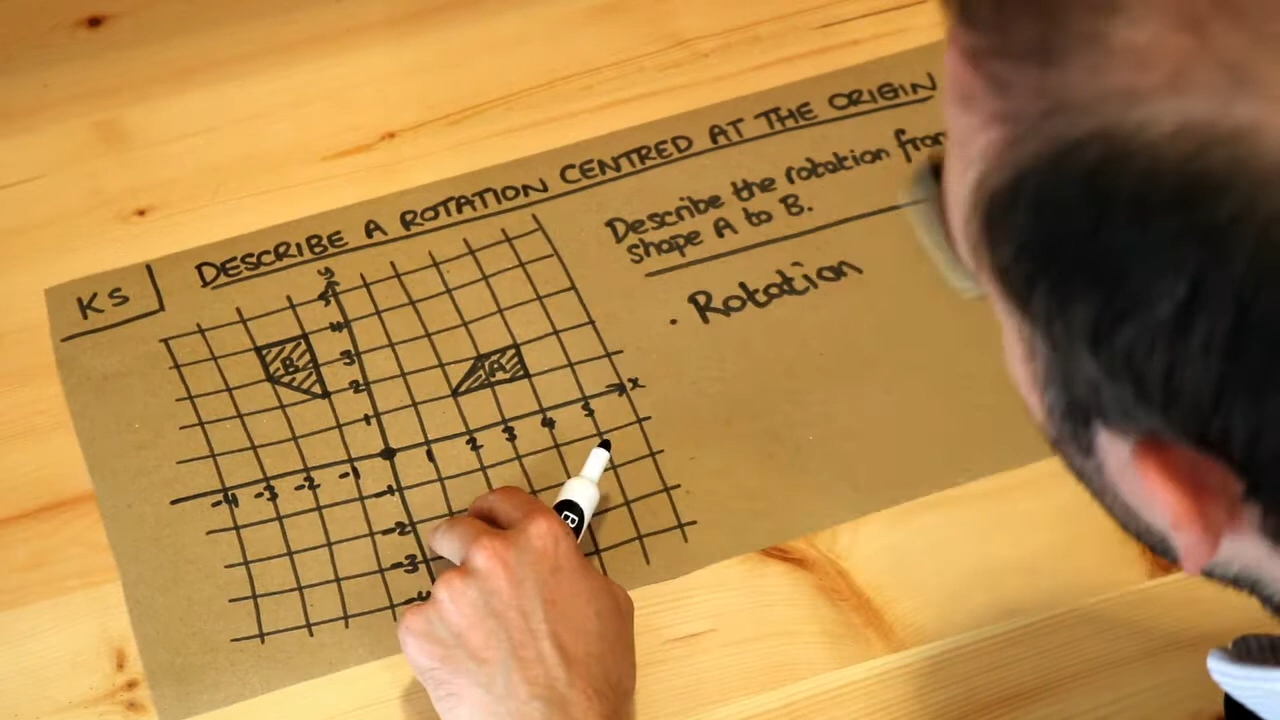 DESCRIBE A ROTATION CENTRED AT THE ORIGIN
KS
Describe the rotation from
shape A to B.
. Rotation
y
5
4
3
2
1
B
A
x
-4 -3 -2 -1 1 2 3 4 5
-1
-2
-3
-4
B